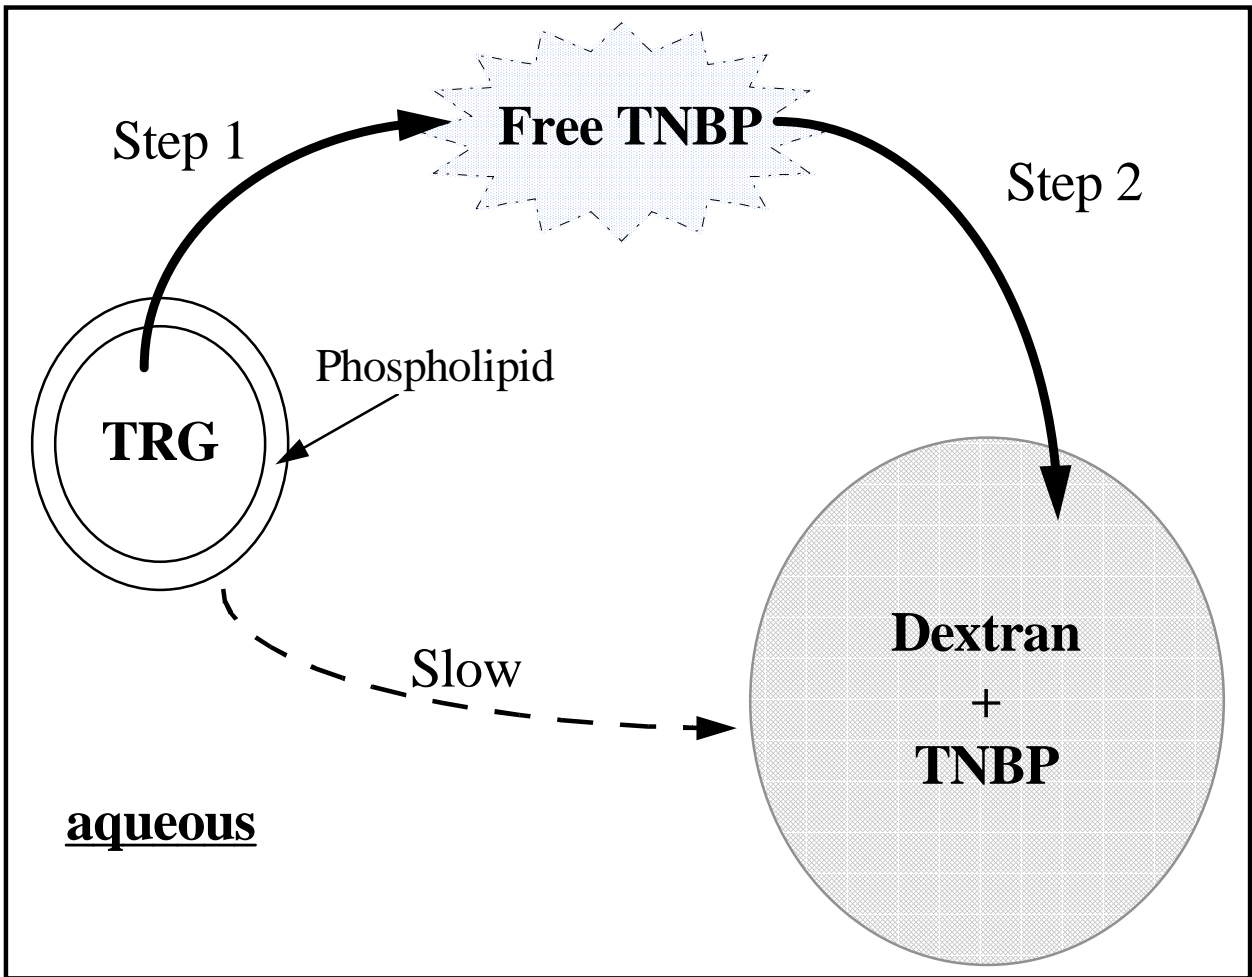 Free TNBP
Step 1
Step 2
Phospholipid
TRG
Slow
Dextran
+
TNBP
aqueous